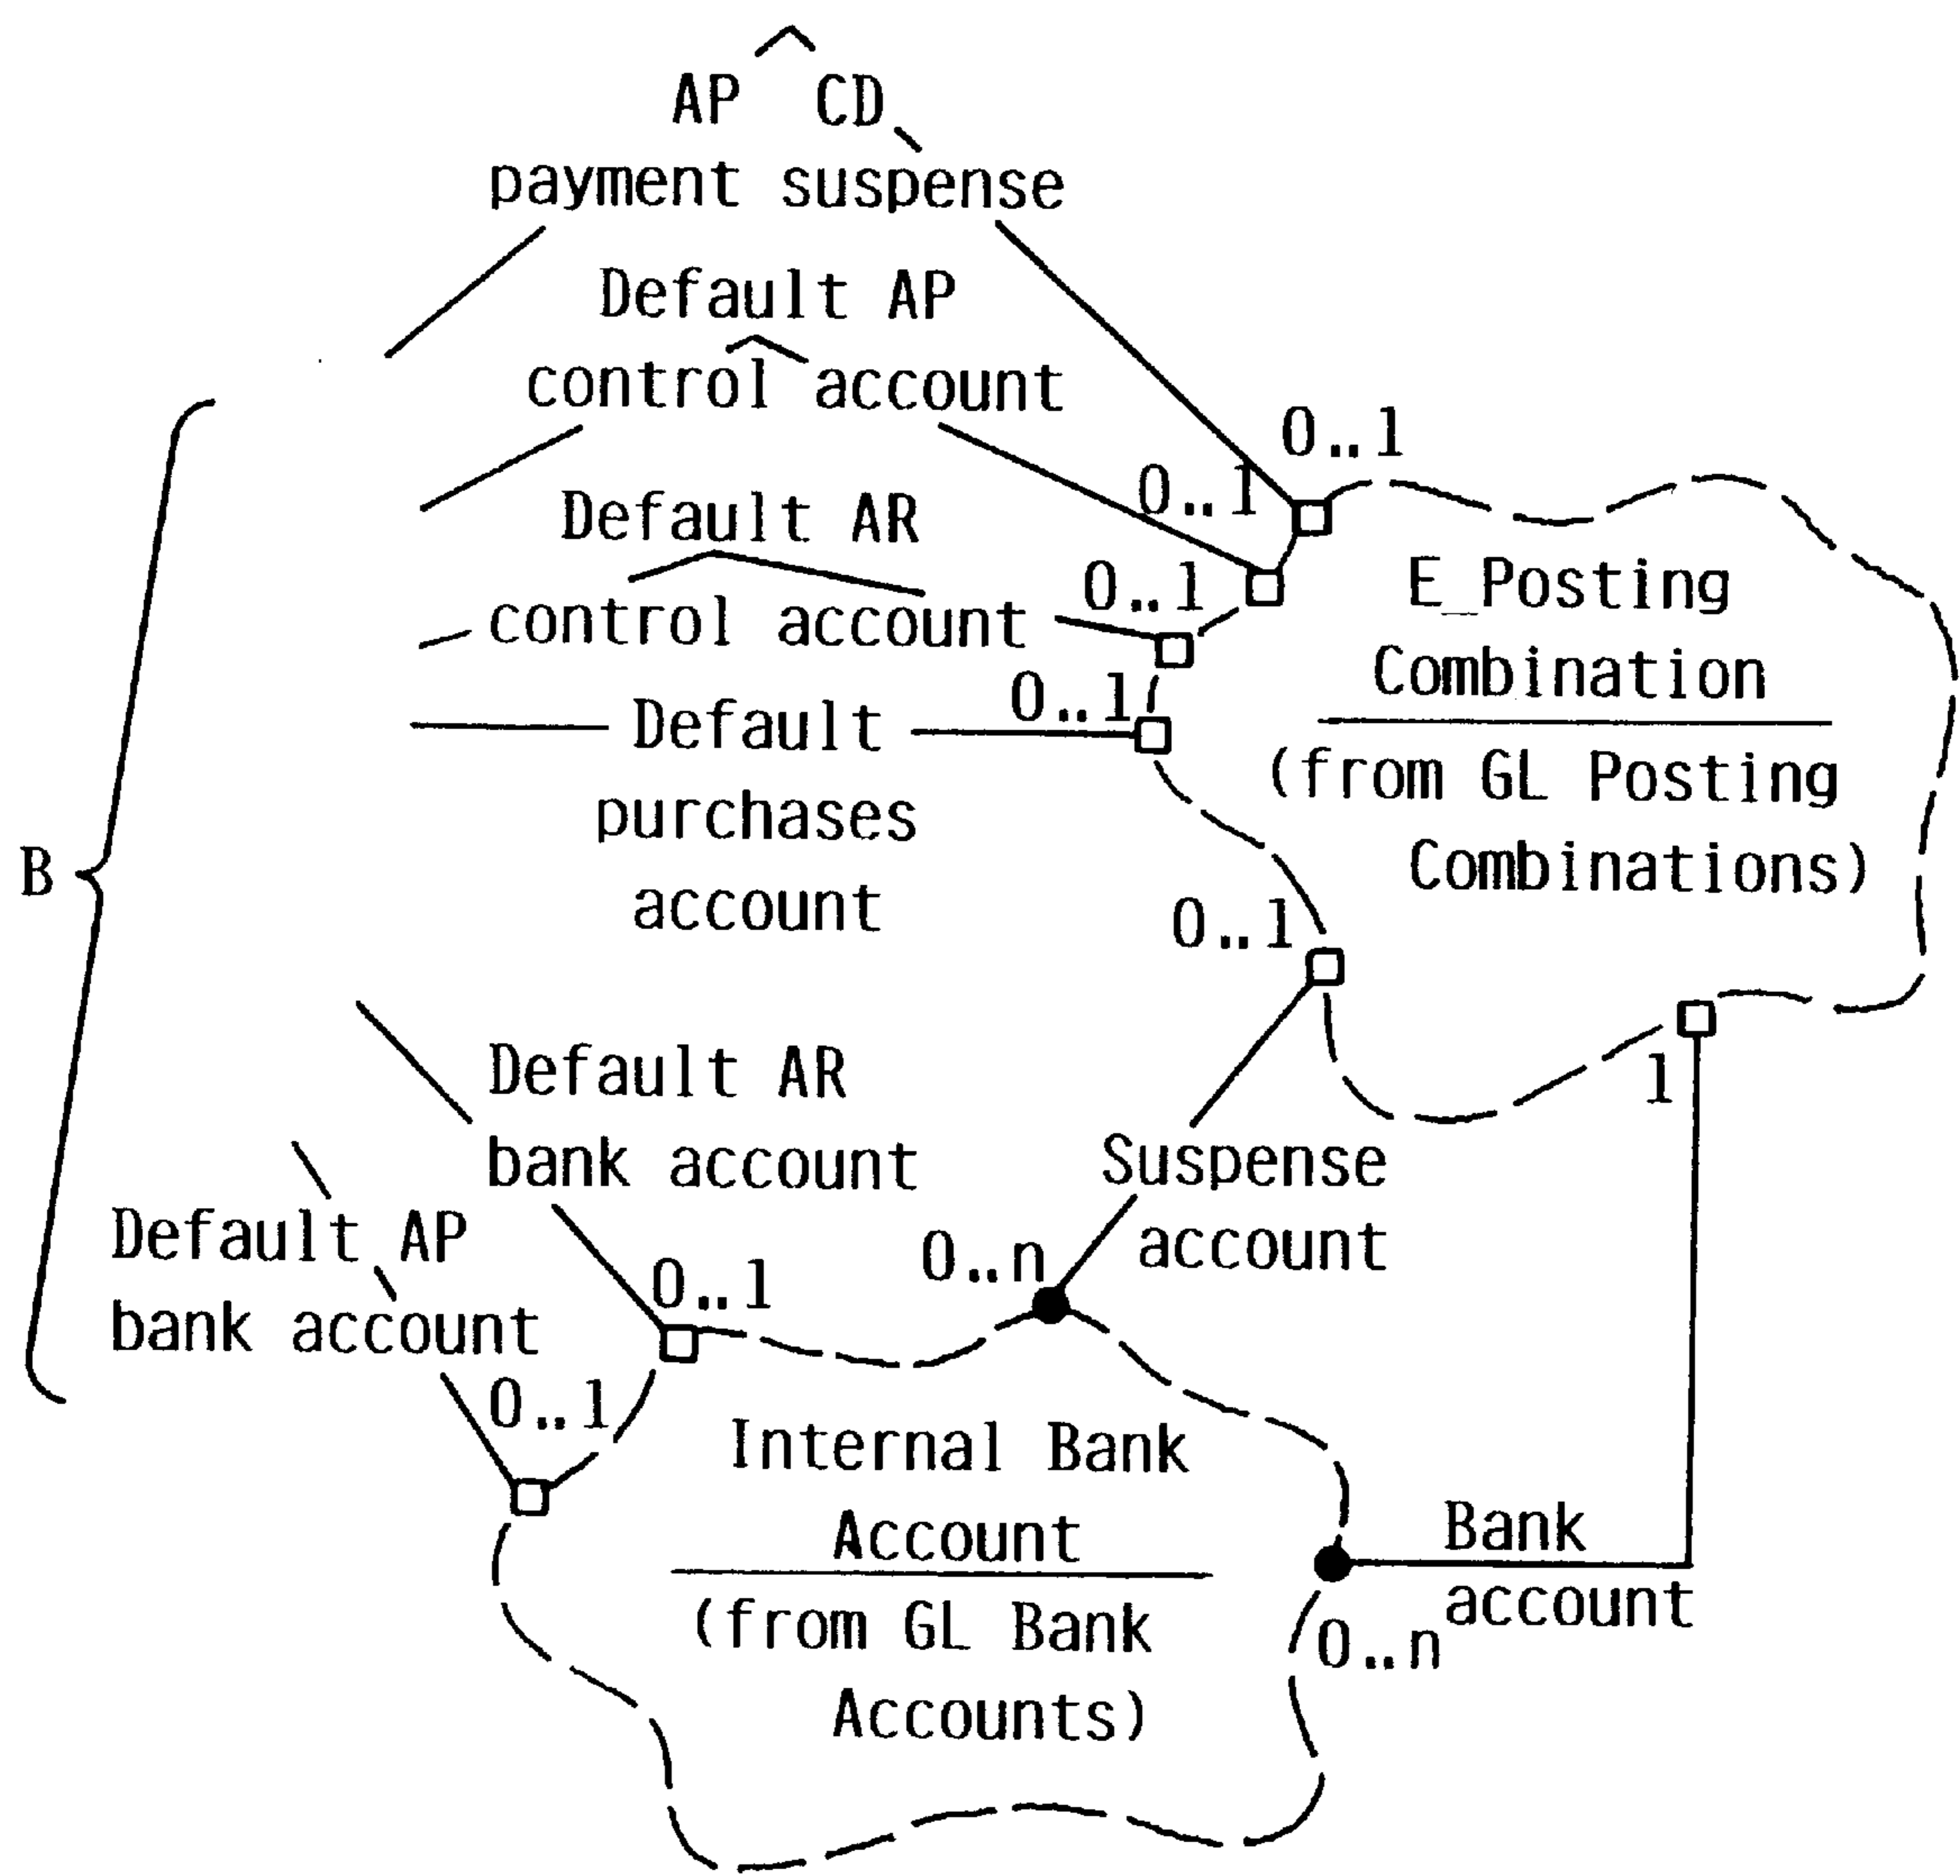 AP CD
payment suspense
Default AP
control account
0..1
0..1
Default AR
control account
0..1
E_Posting
Combination
(from GL Posting
Combinations)
Default
purchases
account
0..1
B
0..1
1
Default AR
bank account
Suspense
account
Default AP
bank account
0..1
0..n
0..1
Internal Bank
Account
(from GL Bank
Accounts)
Bank
account
0..n